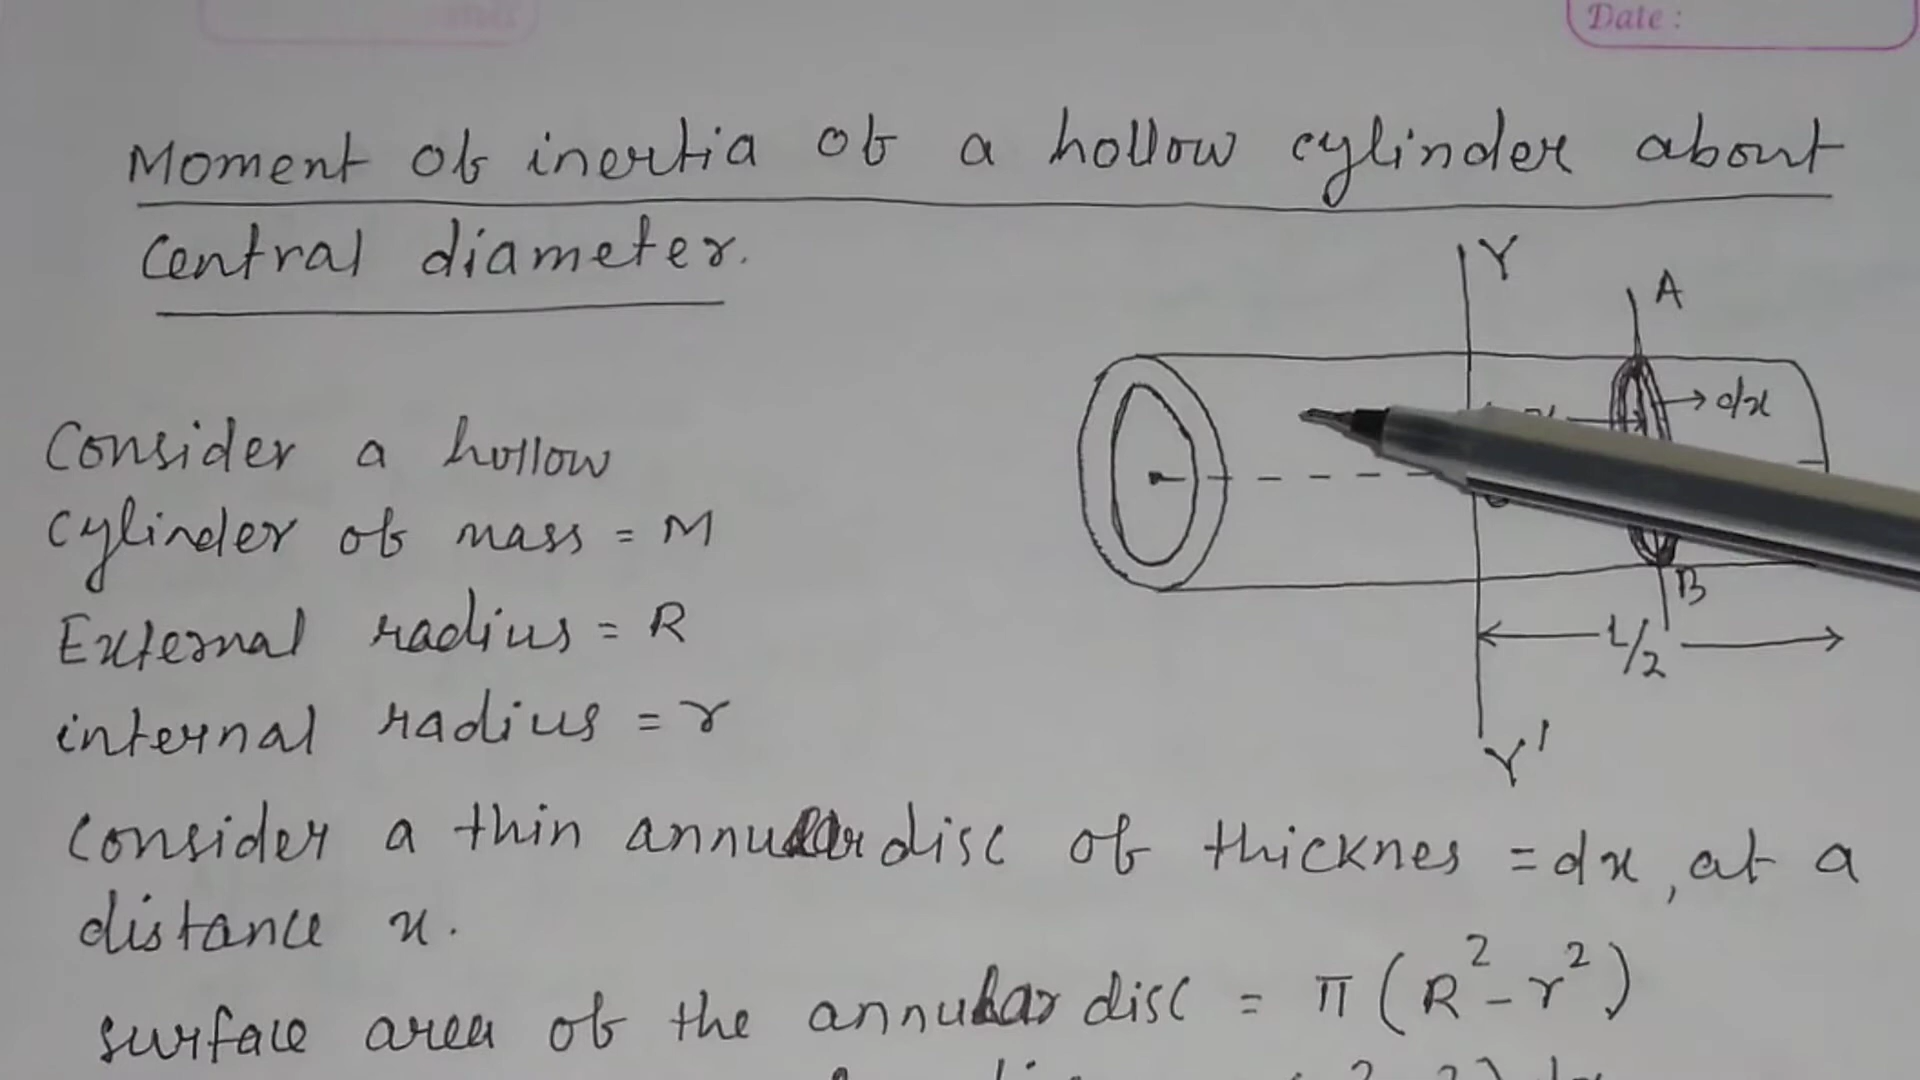 Date :
Moment of inertia of a hollow cylinder about
Central diameter.
Y
A
dx
B
L/2
Y'
Consider a hollow
cylinder of mass = M
External radius = R
internal radius = r
Consider a thin annular disc of thicknes = dx, at a
distance x.
surface area of the annular disc = π (R² - r²)